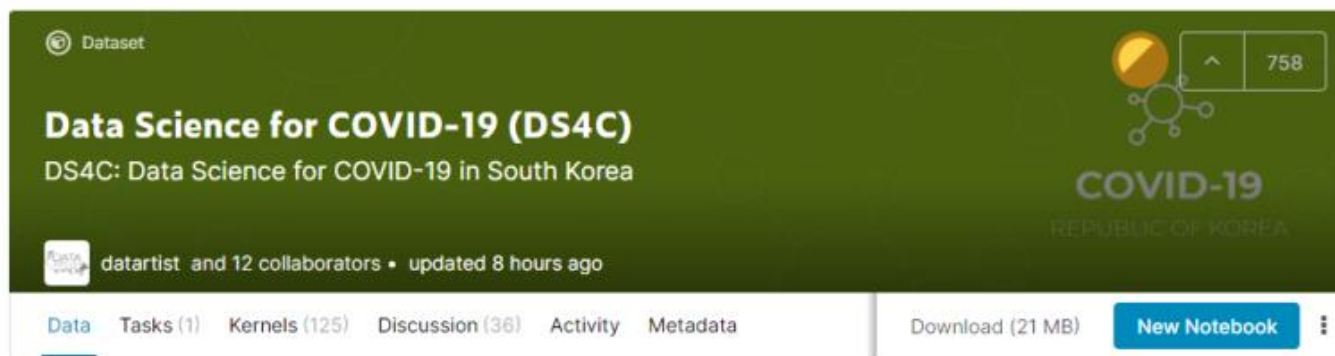 Dataset
758
Data Science for COVID-19 (DS4C)
DS4C: Data Science for COVID-19 in South Korea
COVID-19
REPUBLIC OF KOREA
datartist and 12 collaborators • updated 8 hours ago
Data Tasks (1) Kernels (125) Discussion (36) Activity Metadata Download (21 MB) New Notebook